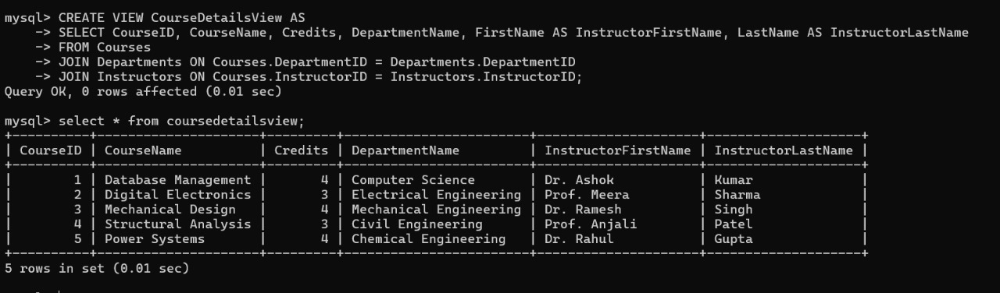 mysql> CREATE VIEW CourseDetailsView AS
    -> SELECT CourseID, CourseName, Credits, DepartmentName, FirstName AS InstructorFirstName, LastName AS InstructorLastName
    -> FROM Courses
    -> JOIN Departments ON Courses.DepartmentID = Departments.DepartmentID
    -> JOIN Instructors ON Courses.InstructorID = Instructors.InstructorID;
Query OK, 0 rows affected (0.01 sec)

mysql> select * from coursedetailsview;
+----------+---------------------+---------+------------------------+---------------------+--------------------+
| CourseID | CourseName          | Credits | DepartmentName         | InstructorFirstName | InstructorLastName |
+----------+---------------------+---------+------------------------+---------------------+--------------------+
|        1 | Database Management |       4 | Computer Science       | Dr. Ashok           | Kumar              |
|        2 | Digital Electronics |       3 | Electrical Engineering | Prof. Meera         | Sharma             |
|        3 | Mechanical Design   |       4 | Mechanical Engineering | Dr. Ramesh          | Singh              |
|        4 | Structural Analysis |       3 | Civil Engineering      | Prof. Anjali        | Patel              |
|        5 | Power Systems       |       4 | Chemical Engineering   | Dr. Rahul           | Gupta              |
+----------+---------------------+---------+------------------------+---------------------+--------------------+
5 rows in set (0.01 sec)